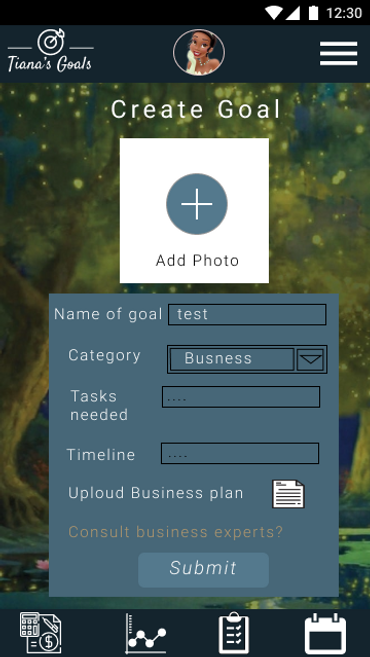 12:30
Tiana's Goals
Create Goal
Add Photo
Name of goal test
Category Busness
Tasks
needed ....
Timeline ....
Uploud Business plan
Consult business experts?
Submit